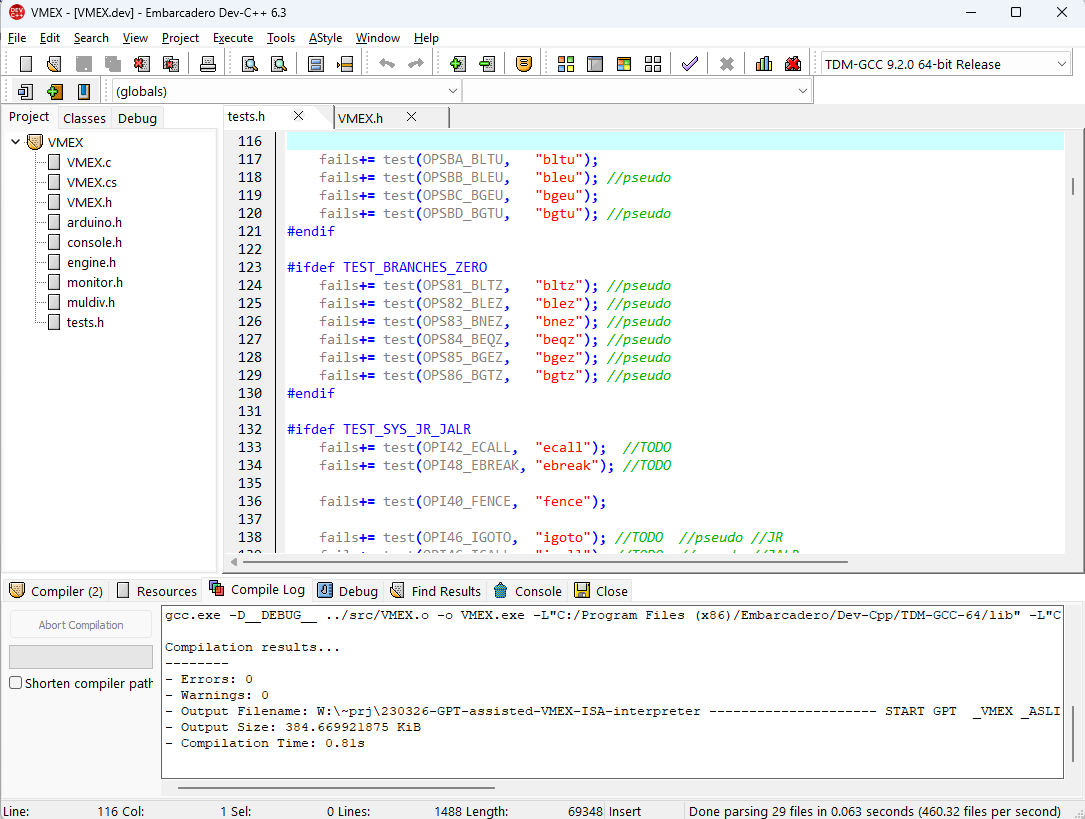 VMEX - [VMEX.dev] - Embarcadero Dev-C++ 6.3
File Edit Search View Project Execute Tools AStyle Window Help
TDM-GCC 9.2.0 64-bit Release
(globals)
Project Classes Debug
tests.h VMEX.h
VMEX
VMEX.c
VMEX.cs
VMEX.h
arduino.h
console.h
engine.h
monitor.h
muldiv.h
tests.h
116
117 fails+= test(OPSBA_BLTU, "bltu");
118 fails+= test(OPSBB_BLEU, "bleu"); //pseudo
119 fails+= test(OPSBC_BGEU, "bgeu");
120 fails+= test(OPSBD_BGTU, "bgtu"); //pseudo
121 #endif
122
123 #ifdef TEST_BRANCHES_ZERO
124 fails+= test(OPS81_BLTZ, "bltz"); //pseudo
125 fails+= test(OPS82_BLEZ, "blez"); //pseudo
126 fails+= test(OPS83_BNEZ, "bnez"); //pseudo
127 fails+= test(OPS84_BEQZ, "beqz"); //pseudo
128 fails+= test(OPS85_BGEZ, "bgez"); //pseudo
129 fails+= test(OPS86_BGTZ, "bgtz"); //pseudo
130 #endif
131
132 #ifdef TEST_SYS_JR_JALR
133 fails+= test(OPI42_ECALL, "ecall"); //TODO
134 fails+= test(OPI48_EBREAK, "ebreak"); //TODO
135
136 fails+= test(OPI40_FENCE, "fence");
137
138 fails+= test(OPI46_IGOTO, "igoto"); //TODO //pseudo //JR
Compiler (2) Resources Compile Log Debug Find Results Console Close
Abort Compilation
Shorten compiler path
gcc.exe -D__DEBUG__ ../src/VMEX.o -o VMEX.exe -L"C:/Program Files (x86)/Embarcadero/Dev-Cpp/TDM-GCC-64/lib" -L"C
Compilation results...
--------
- Errors: 0
- Warnings: 0
- Output Filename: W:\~prj\230326-GPT-assisted-VMEX-ISA-interpreter --------------------- START GPT _VMEX _ASLI
- Output Size: 384.669921875 KiB
- Compilation Time: 0.81s
Line: 116 Col: 1 Sel: 0 Lines: 1488 Length: 69348 Insert Done parsing 29 files in 0.063 seconds (460.32 files per second)